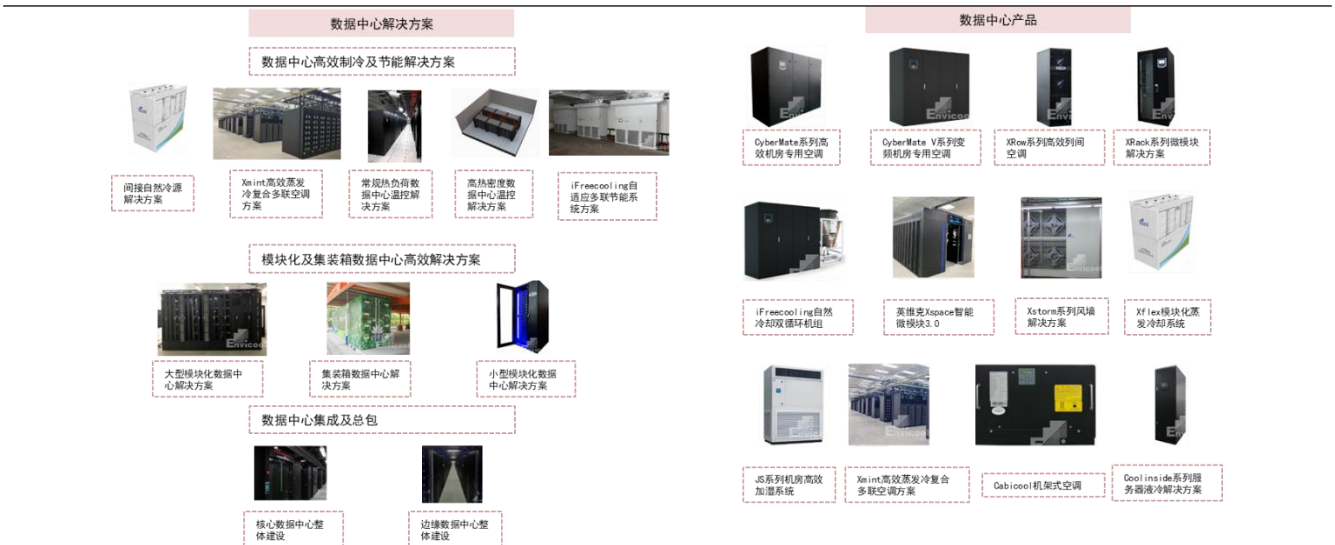 数据中心解决方案
数据中心高效制冷及节能解决方案
间接自然冷源
解决方案
Xmint高效蒸发
冷复合多联空调
方案
常规热负荷数
据中心温控解
决方案
高热密度数
据中心温控
解决方案
iFreecooling自
适应多联节能系
统方案
模块化及集装箱数据中心高效解决方案
Envicool
大型模块化数据中
心解决方案
集装箱数据中心解
决方案
小型模块化数据
中心解决方案
数据中心集成及总包
核心数据中心整
体建设
边缘数据中心整
体建设
数据中心产品
Envicool
CyberMate系列高
效机房专用空调
CyberMate V系列变
频机房专用空调
XRow系列高效列间
空调
XRack系列微模块
解决方案
iFreecooling自然
冷却双循环机组
英维克Xspace智能
微模块3.0
Xstorm系列风墙
解决方案
Xflex模块化蒸
发冷却系统
Envicool
JS系列机房高效
加湿系统
Xmint高效蒸发冷复合
多联空调方案
Cabicool机架式空调
Coolinside系列服
务器液冷解决方案